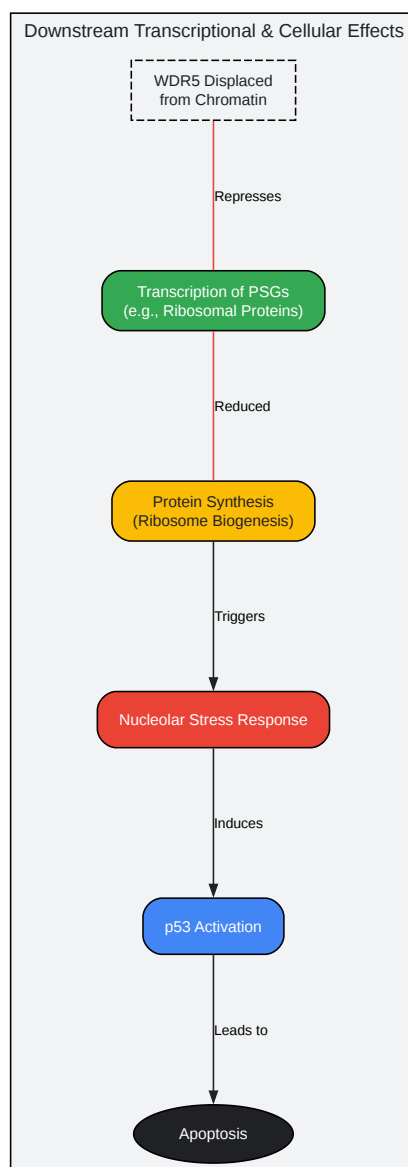 Downstream Transcriptional & Cellular Effects
WDR5 Displaced
from Chromatin
Represses
Transcription of PSGs
(e.g., Ribosomal Proteins)
Reduced
Protein Synthesis
(Ribosome Biogenesis)
Triggers
Nucleolar Stress Response
Induces
p53 Activation
Leads to
Apoptosis